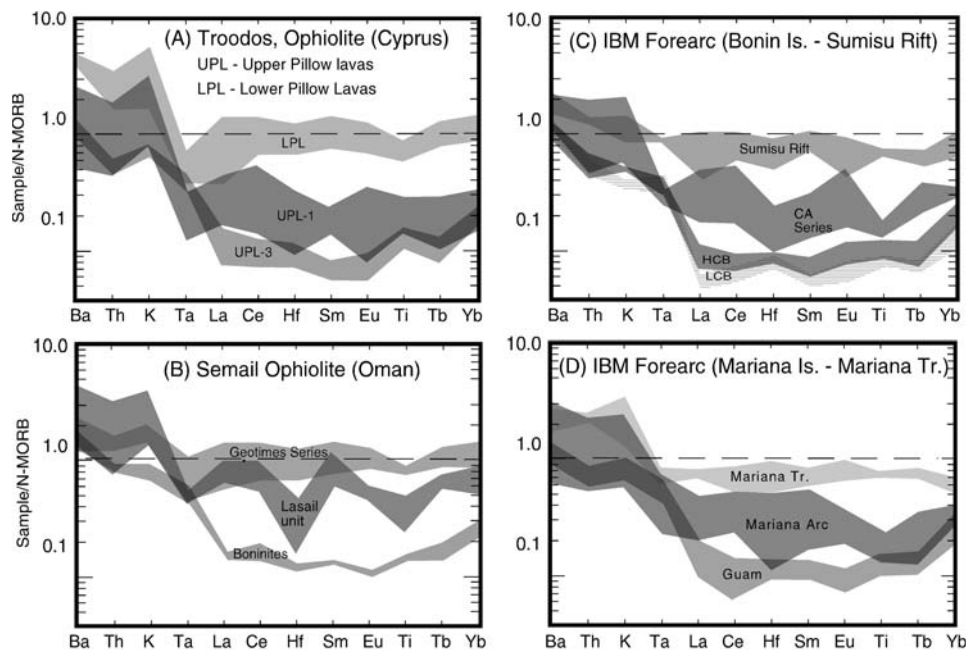 10.0
(A) Troodos, Ophiolite (Cyprus)
UPL - Upper Pillow lavas
LPL - Lower Pillow Lavas
1.0
LPL
Sample/N-MORB
0.1
UPL-1
UPL-3
Ba Th K Ta La Ce Hf Sm Eu Ti Tb Yb
10.0
(C) IBM Forearc (Bonin Is. - Sumisu Rift)
1.0
Sumisu Rift
Sample/N-MORB
0.1
CA
Series
HCB
LCB
Ba Th K Ta La Ce Hf Sm Eu Ti Tb Yb
10.0
(B) Semail Ophiolite (Oman)
1.0
Geotimes Series
Sample/N-MORB
Lasail
unit
0.1
Boninites
Ba Th K Ta La Ce Hf Sm Eu Ti Tb Yb
10.0
(D) IBM Forearc (Mariana Is. - Mariana Tr.)
1.0
Mariana Tr.
Sample/N-MORB
Mariana Arc
0.1
Guam
Ba Th K Ta La Ce Hf Sm Eu Ti Tb Yb